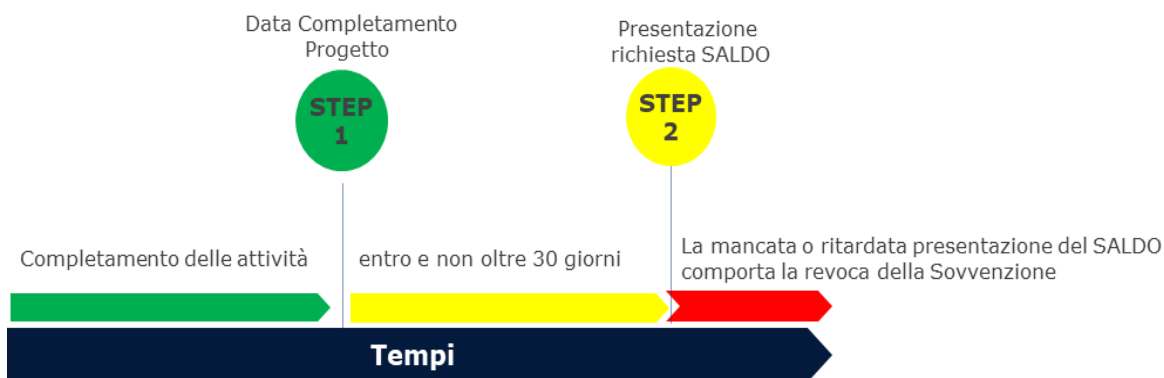 Data Completamento
Progetto
Presentazione
richiesta SALDO
STEP
1
STEP
2
Completamento delle attività
entro e non oltre 30 giorni
La mancata o ritardata presentazione del SALDO
comporta la revoca della Sovvenzione
Tempi